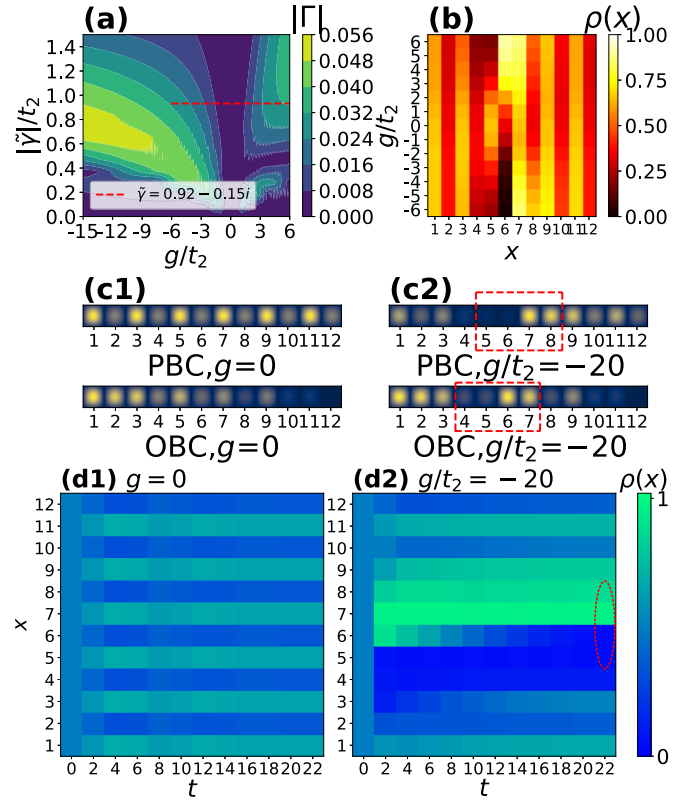 (a)
|Γ|
1.4
1.2
1.0
0.8
0.6
0.4
0.2
0.0
|γ̃|/t₂
γ̃ = 0.92 − 0.15i
-15 -12 -9 -6 -3 0 3 6
g/t₂
0.056
0.048
0.040
0.032
0.024
0.016
0.008
0.000
(b)
ρ(x)
6
5
4
3
2
1
0
-1
-2
-3
-4
-5
-6
g/t₂
1 2 3 4 5 6 7 8 9 10 11 12
x
1.00
0.75
0.50
0.25
0.00
(c1)
1 2 3 4 5 6 7 8 9 10 11 12
PBC,g=0
1 2 3 4 5 6 7 8 9 10 11 12
OBC,g=0
(c2)
1 2 3 4 5 6 7 8 9 10 11 12
PBC,g/t₂=−20
1 2 3 4 5 6 7 8 9 10 11 12
OBC,g/t₂=−20
(d1) g = 0
12
11
10
9
8
7
6
5
4
3
2
1
x
0 2 4 6 8 10 12 14 16 18 20 22
t
(d2) g/t₂ = −20
ρ(x)
12
11
10
9
8
7
6
5
4
3
2
1
0 2 4 6 8 10 12 14 16 18 20 22
t
1
0